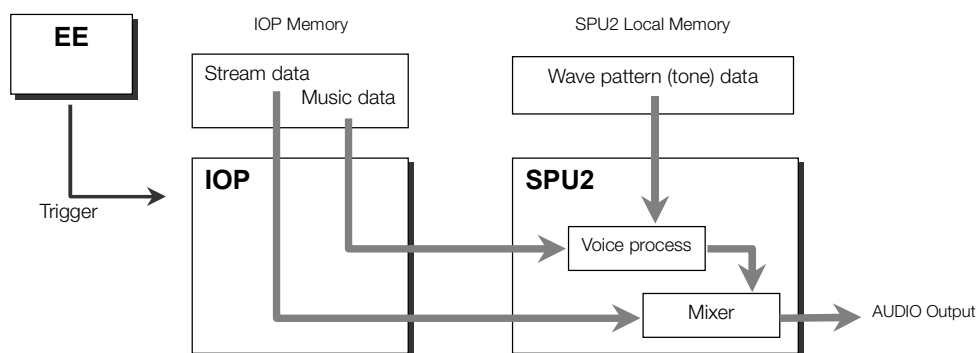 EE
IOP Memory
SPU2 Local Memory
Stream data
Music data
Wave pattern (tone) data
Trigger
IOP
SPU2
Voice process
Mixer
AUDIO Output